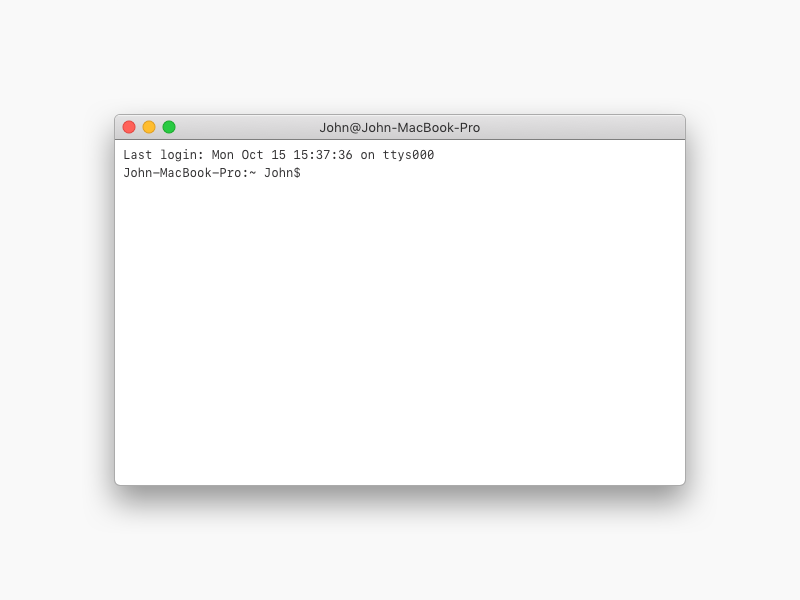 John@John-MacBook-Pro
Last login: Mon Oct 15 15:37:36 on ttys000
John-MacBook-Pro:~ John$